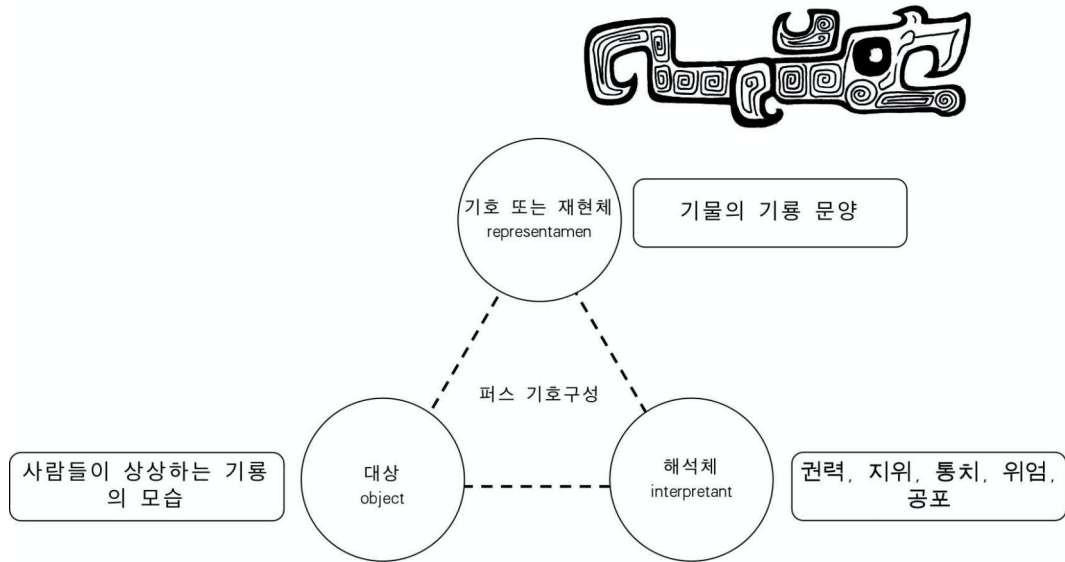 기호 또는 재현체
representamen
기물의 기룡 문양
퍼스 기호구성
사람들이 상상하는 기룡
의 모습
대상
object
해석체
interpretant
권력, 지위, 통치, 위엄,
공포